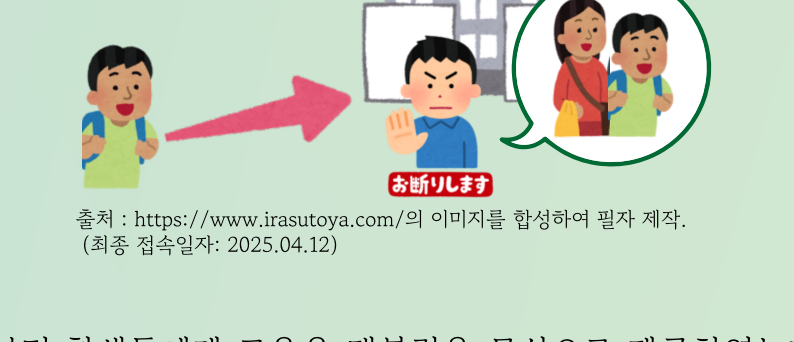 お断りします
출처 : https://www.irasutoya.com/의 이미지를 합성하여 필자 제작.
(최종 접속일자: 2025.04.12)